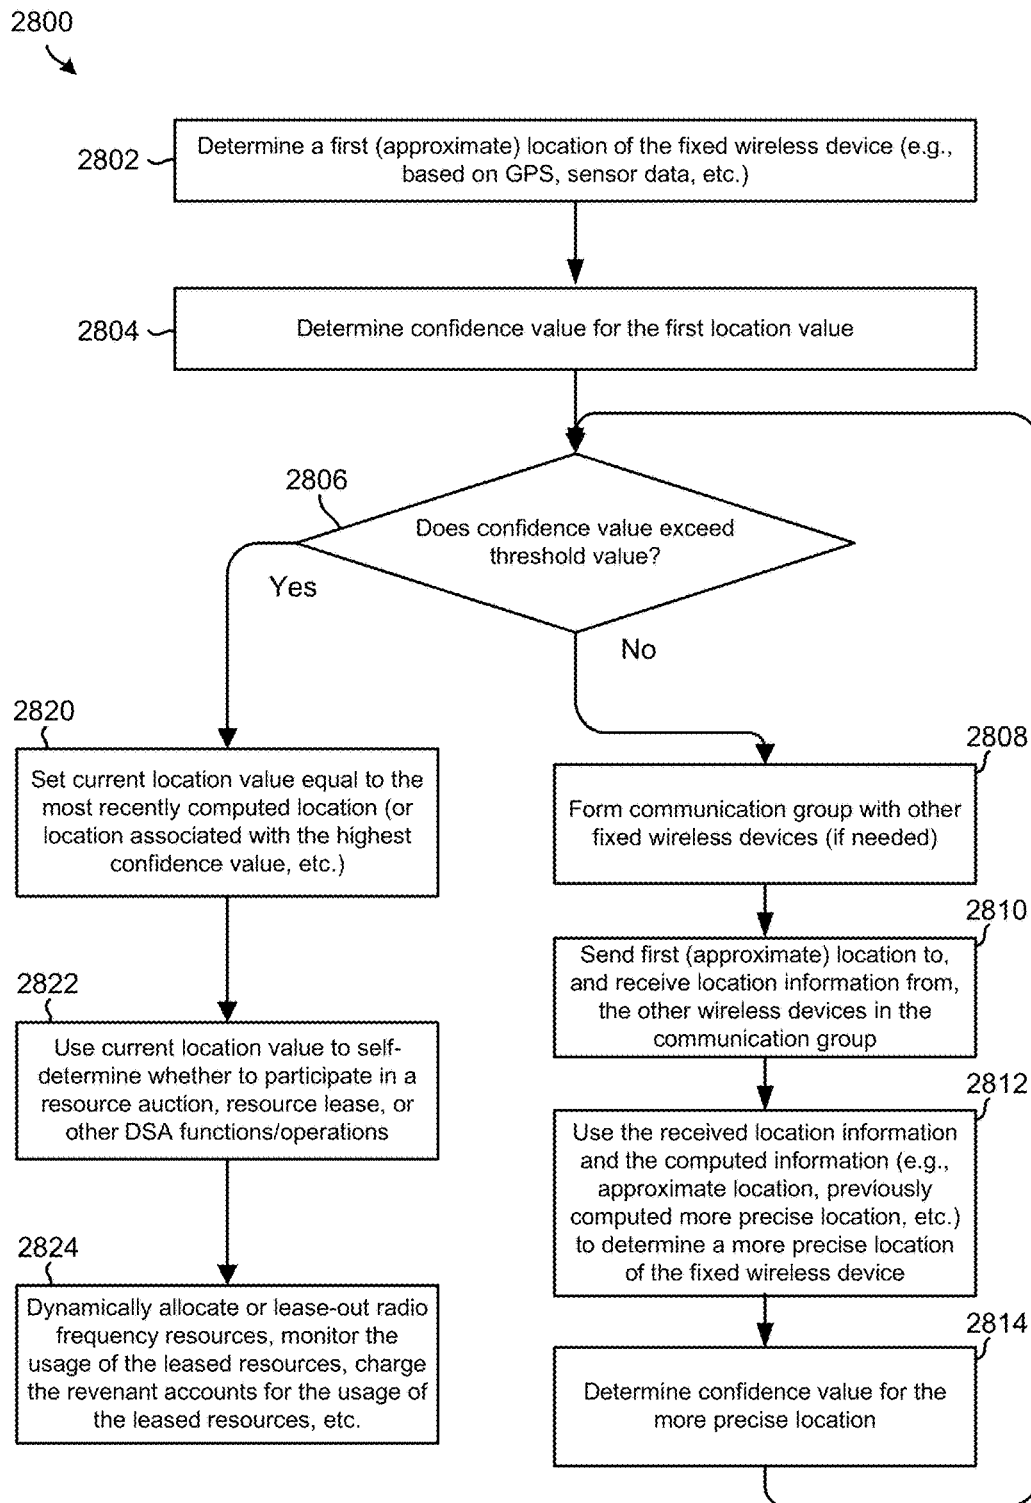 2800
2802
Determine a first (approximate) location of the fixed wireless device (e.g.,
based on GPS, sensor data, etc.)
2804
Determine confidence value for the first location value
2806
Does confidence value exceed
threshold value?
Yes
No
2820
Set current location value equal to the
most recently computed location (or
location associated with the highest
confidence value, etc.)
2822
Use current location value to self-
determine whether to participate in a
resource auction, resource lease, or
other DSA functions/operations
2824
Dynamically allocate or lease-out radio
frequency resources, monitor the
usage of the leased resources, charge
the revenant accounts for the usage of
the leased resources, etc.
2808
Form communication group with other
fixed wireless devices (if needed)
2810
Send first (approximate) location to,
and receive location information from,
the other wireless devices in the
communication group
2812
Use the received location information
and the computed information (e.g.,
approximate location, previously
computed more precise location, etc.)
to determine a more precise location
of the fixed wireless device
2814
Determine confidence value for the
more precise location